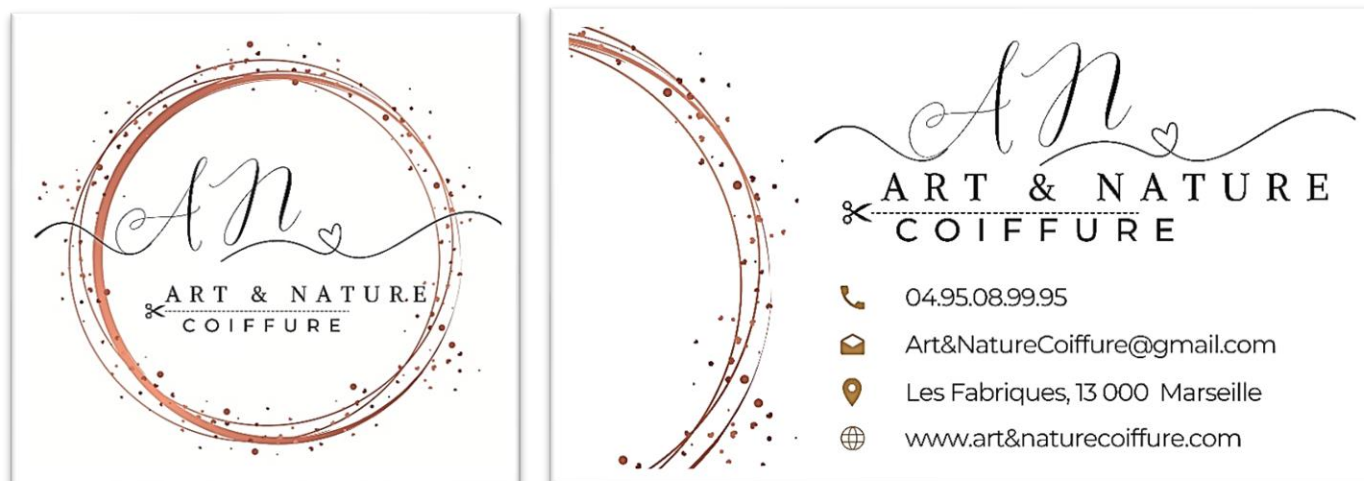 AN
ART & NATURE
COIFFURE
AN
ART & NATURE
COIFFURE
04.95.08.99.95
Art&NatureCoiffure@gmail.com
Les Fabriques, 13 000 Marseille
www.art&naturecoiffure.com